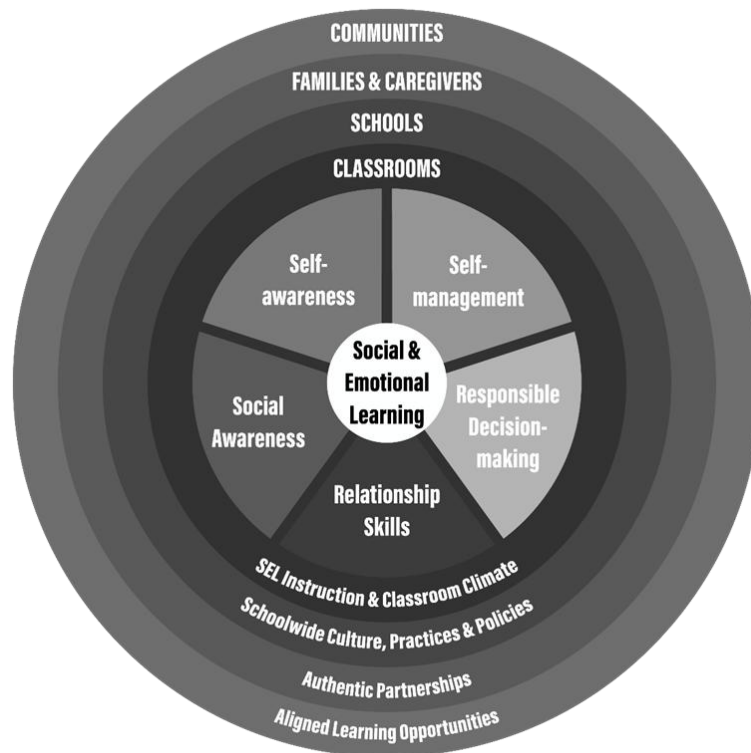 COMMUNITIES
FAMILIES & CAREGIVERS
SCHOOLS
CLASSROOMS
Self-
awareness
Self-
management
Social &
Emotional
Learning
Social
Awareness
Responsible
Decision-
making
Relationship
Skills
SEL Instruction & Classroom Climate
Schoolwide Culture, Practices & Policies
Authentic Partnerships
Aligned Learning Opportunities